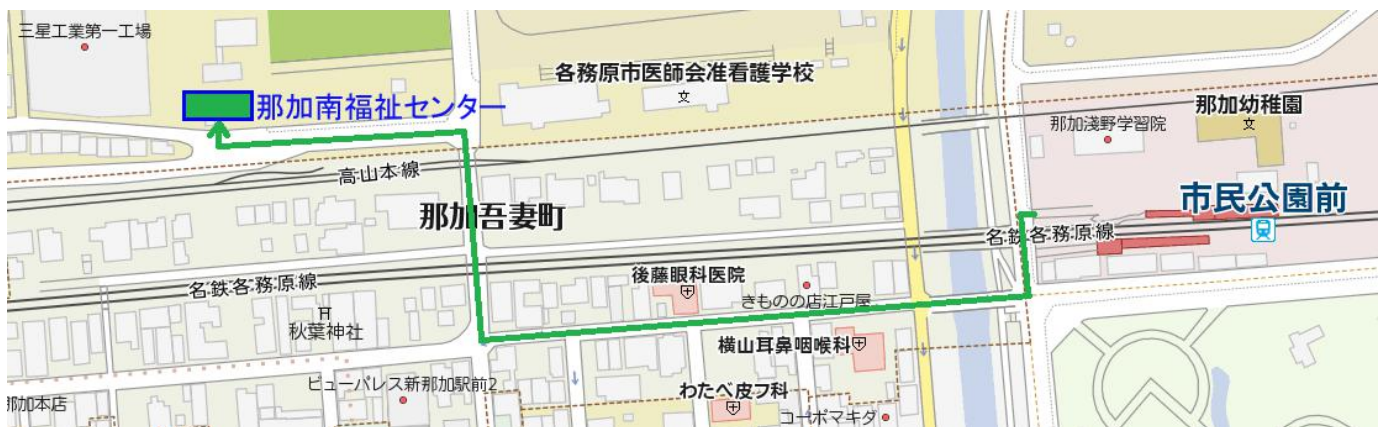 三星工業第一工場
各務原市医師会准看護学校
文
那加幼稚園
文
那加南福祉センター
那加淺野学習院
高山本線
市民公園前
那加吾妻町
名鉄各務原線
後藤眼科医院
名鉄各務原線
きものの店江戸屋
秋葉神社
横山耳鼻咽喉科
ビューパレス新那加駅前2
わたべ皮フ科
那加本店
コーポマキダ